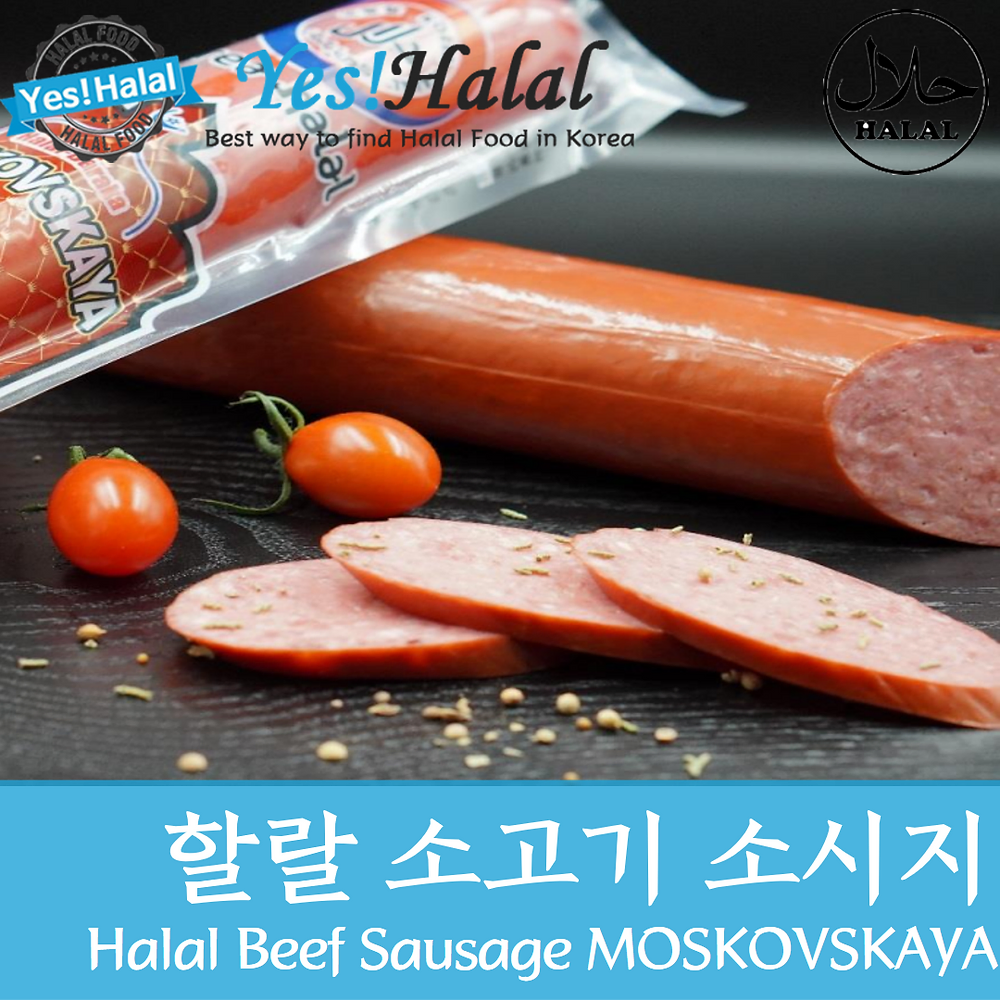 HALAL FOOD
Yes!Halal
HALAL FOOD
Yes!Halal
Best way to find Halal Food in Korea
حلال
HALAL
OVSKAYA
할랄 소고기 소시지
Halal Beef Sausage MOSKOVSKAYA